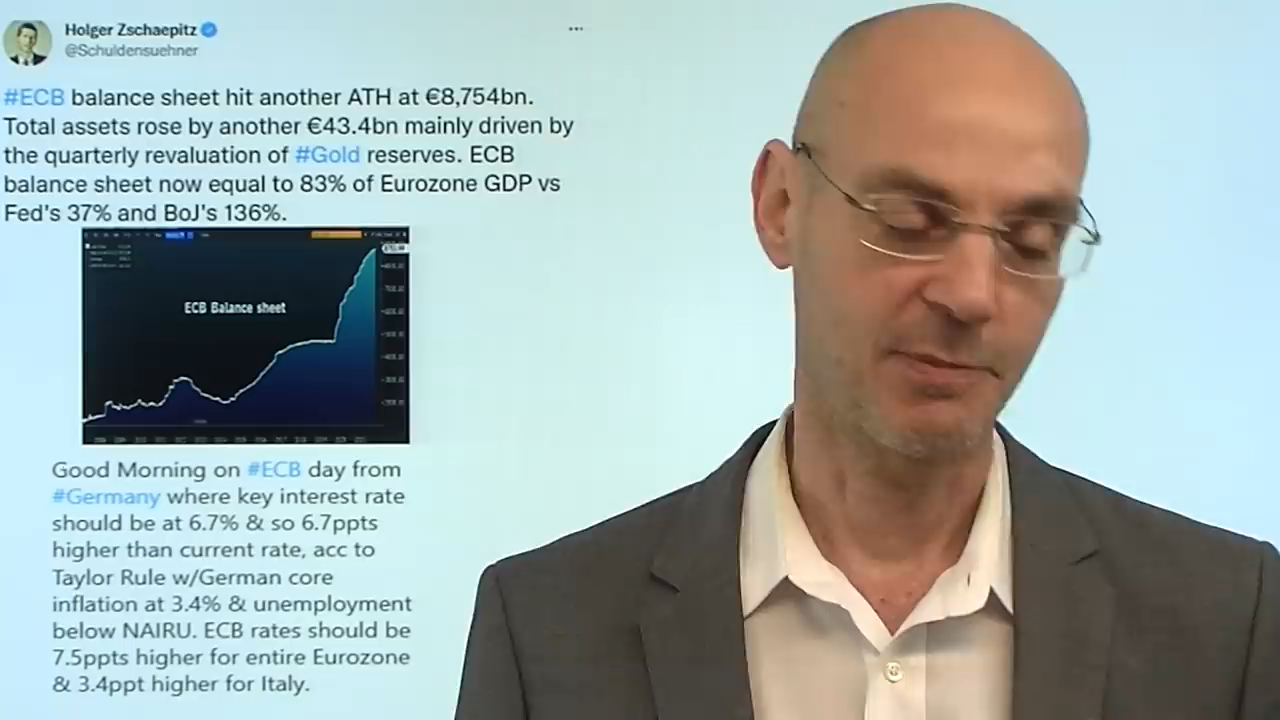 Holger Zschaepitz
@Schuldensuehner
#ECB balance sheet hit another ATH at €8,754bn.
Total assets rose by another €43.4bn mainly driven by
the quarterly revaluation of #Gold reserves. ECB
balance sheet now equal to 83% of Eurozone GDP vs
Fed's 37% and BoJ's 136%.
ECB Balance sheet
Good Morning on #ECB day from
#Germany where key interest rate
should be at 6.7% & so 6.7ppts
higher than current rate, acc to
Taylor Rule w/German core
inflation at 3.4% & unemployment
below NAIRU. ECB rates should be
7.5ppts higher for entire Eurozone
& 3.4ppt higher for Italy.